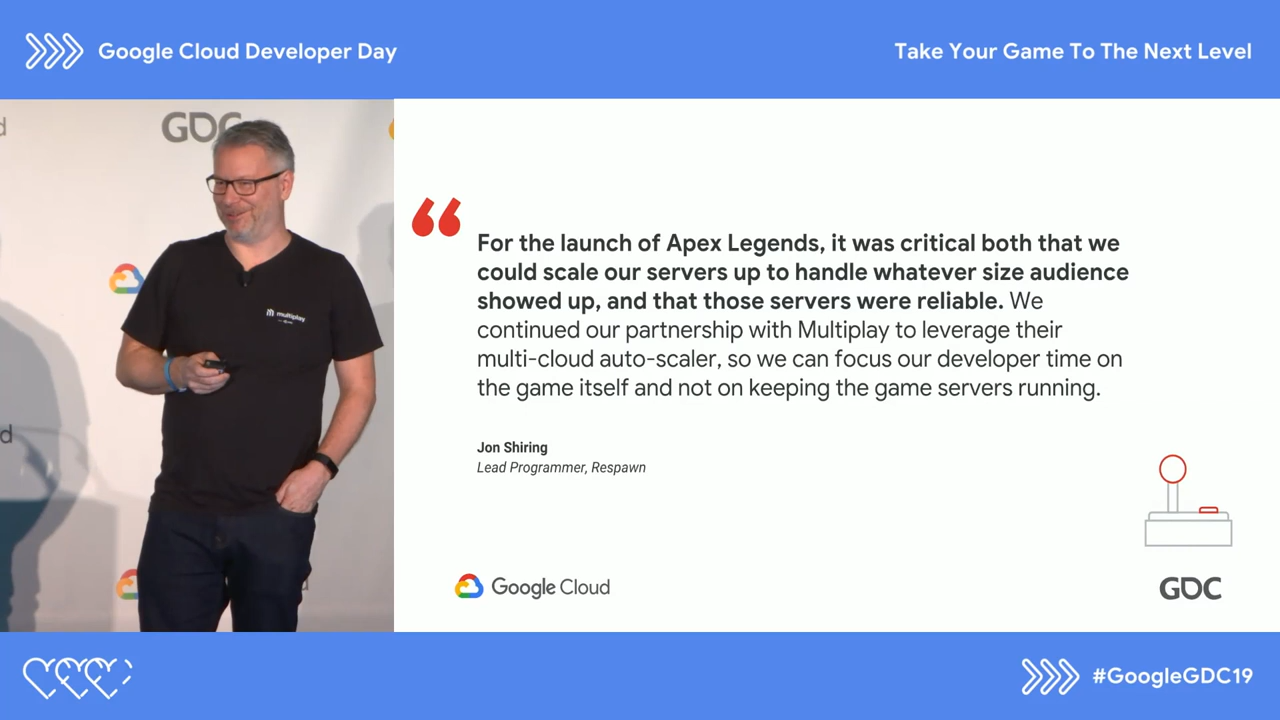 Google Cloud Developer Day
Take Your Game To The Next Level
d
GDC
multiplay
d
For the launch of Apex Legends, it was critical both that we
could scale our servers up to handle whatever size audience
showed up, and that those servers were reliable. We
continued our partnership with Multiplay to leverage their
multi-cloud auto-scaler, so we can focus our developer time on
the game itself and not on keeping the game servers running.
Jon Shiring
Lead Programmer, Respawn
Google Cloud
GDC
#GoogleGDC19